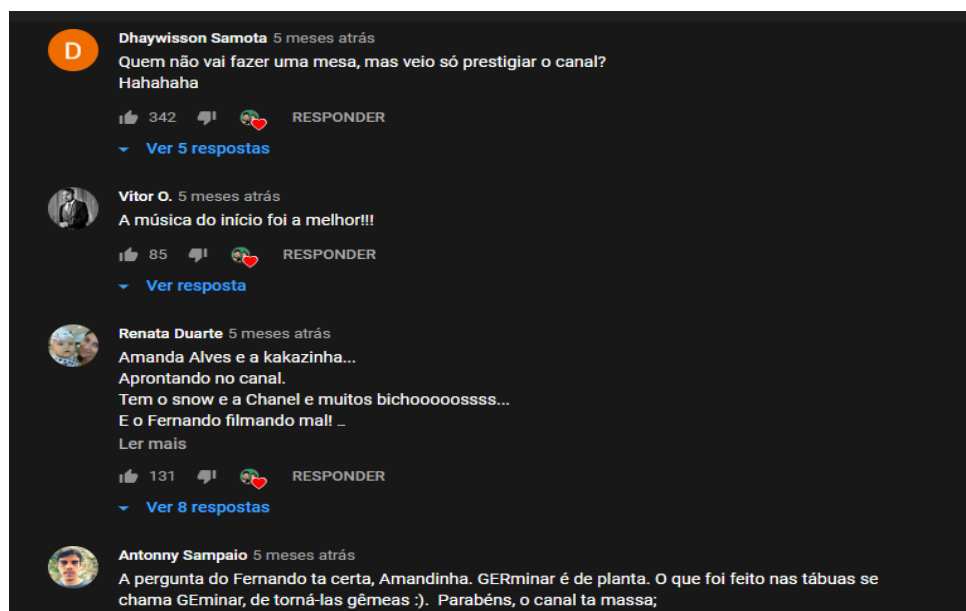 D
Dhaywisson Samota 5 meses atrás
Quem não vai fazer uma mesa, mas veio só prestigiar o canal?
Hahahaha
342 RESPONDER
Ver 5 respostas
Vitor O. 5 meses atrás
A música do início foi a melhor!!!
85 RESPONDER
Ver resposta
Renata Duarte 5 meses atrás
Amanda Alves e a kakazinha...
Aprontando no canal.
Tem o snow e a Chanel e muitos bichooooossss...
E o Fernando filmando mal! ...
Ler mais
131 RESPONDER
Ver 8 respostas
Antonny Sampaio 5 meses atrás
A pergunta do Fernando ta certa, Amandinha. GERminar é de planta. O que foi feito nas tábuas se
chama GEminar, de torná-las gêmeas :). Parabéns, o canal ta massa;